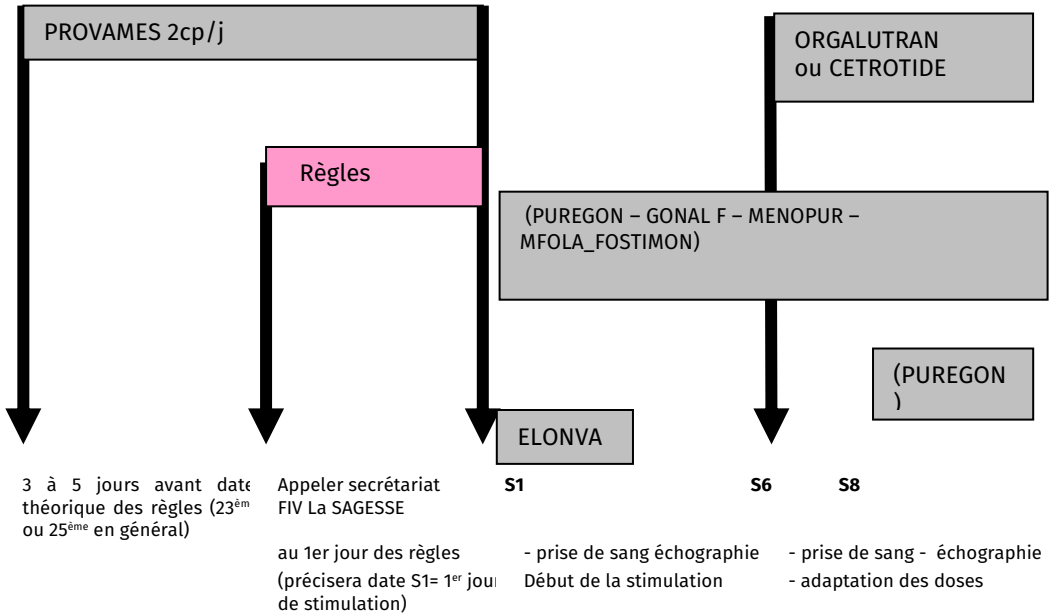 PROVAMES 2cp/j
ORGALUTRAN
ou CETROTIDE
Règles
(PUREGON – GONAL F – MENOPUR –
MFOLA_FOSTIMON)
(PUREGON
)
ELONVA
3 à 5 jours avant date
théorique des règles (23èm
ou 25ème en général)
Appeler secrétariat
FIV La SAGESSE
au 1er jour des règles
(précisera date S1= 1er jour
de stimulation)
S1
- prise de sang échographie
Début de la stimulation
S6
S8
- prise de sang - échographie
- adaptation des doses